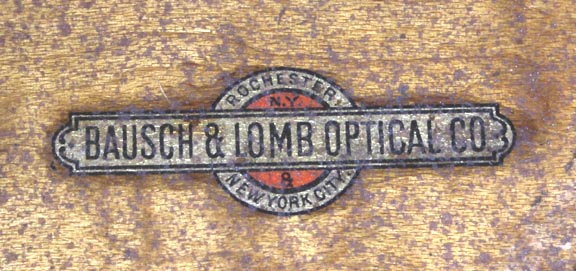 ROCHESTER,
N.Y.
BAUSCH & LOMB OPTICAL CO.
&
NEW YORK CITY.